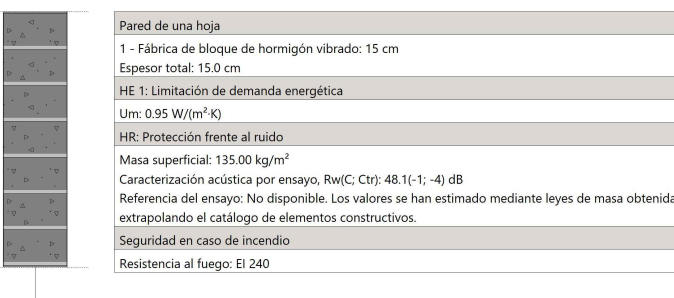 Pared de una hoja
1 - Fábrica de bloque de hormigón vibrado: 15 cm
Espesor total: 15.0 cm
HE 1: Limitación de demanda energética
Um: 0.95 W/(m²·K)
HR: Protección frente al ruido
Masa superficial: 135.00 kg/m²
Caracterización acústica por ensayo, Rw(C; Ctr): 48.1(-1; -4) dB
Referencia del ensayo: No disponible. Los valores se han estimado mediante leyes de masa obtenida
extrapolando el catálogo de elementos constructivos.
Seguridad en caso de incendio
Resistencia al fuego: EI 240